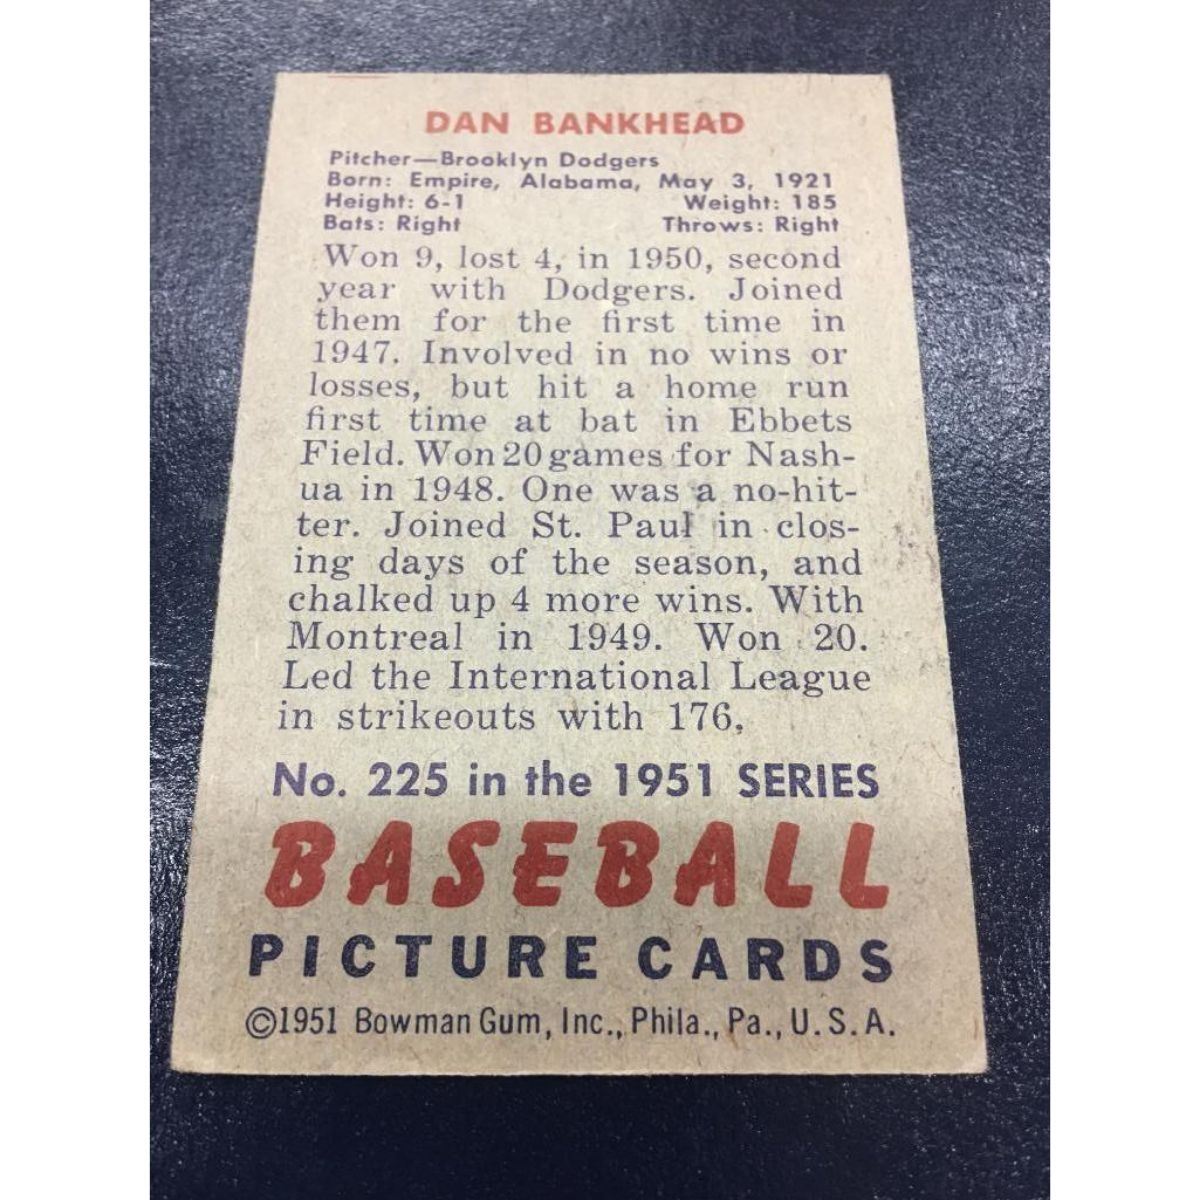 DAN BANKHEAD
Pitcher—Brooklyn Dodgers
Born: Empire, Alabama, May 3, 1921
Height: 6-1 Weight: 185
Bats: Right Throws: Right
Won 9, lost 4, in 1950, second
year with Dodgers. Joined
them for the first time in
1947. Involved in no wins or
losses, but hit a home run
first time at bat in Ebbets
Field. Won 20 games for Nash-
ua in 1948. One was a no-hit-
ter. Joined St. Paul in clos-
ing days of the season, and
chalked up 4 more wins. With
Montreal in 1949. Won 20.
Led the International League
in strikeouts with 176.
No. 225 in the 1951 SERIES
BASEBALL
PICTURE CARDS
©1951 Bowman Gum, Inc., Phila., Pa., U.S.A.